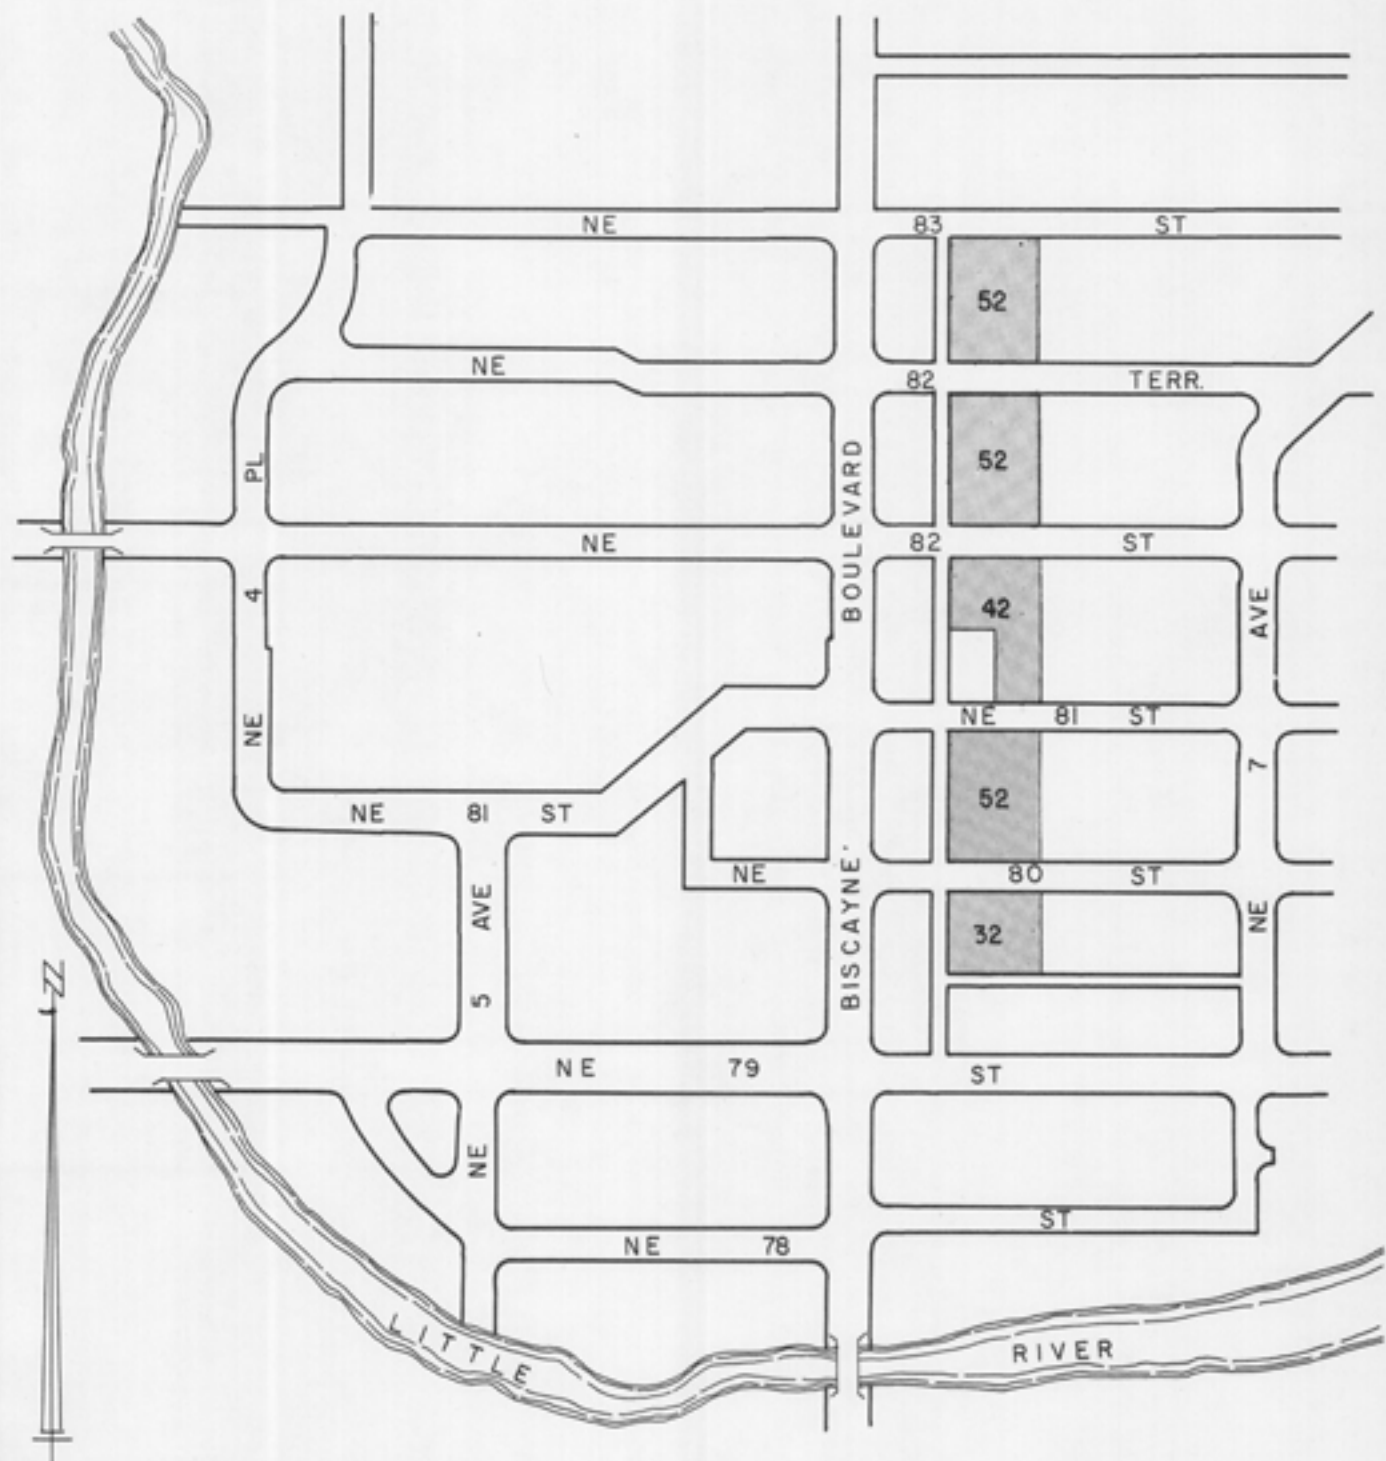 NE 83 ST
52
NE 82 TERR.
52
NE 4 PL
BISCAYNE BOULEVARD
NE 82 ST
42
NE 7 AVE
NE 81 ST
52
NE 81 ST
NE 80 ST
32
NE 5 AVE
N
NE 79 ST
NE 78 ST
LITTLE RIVER